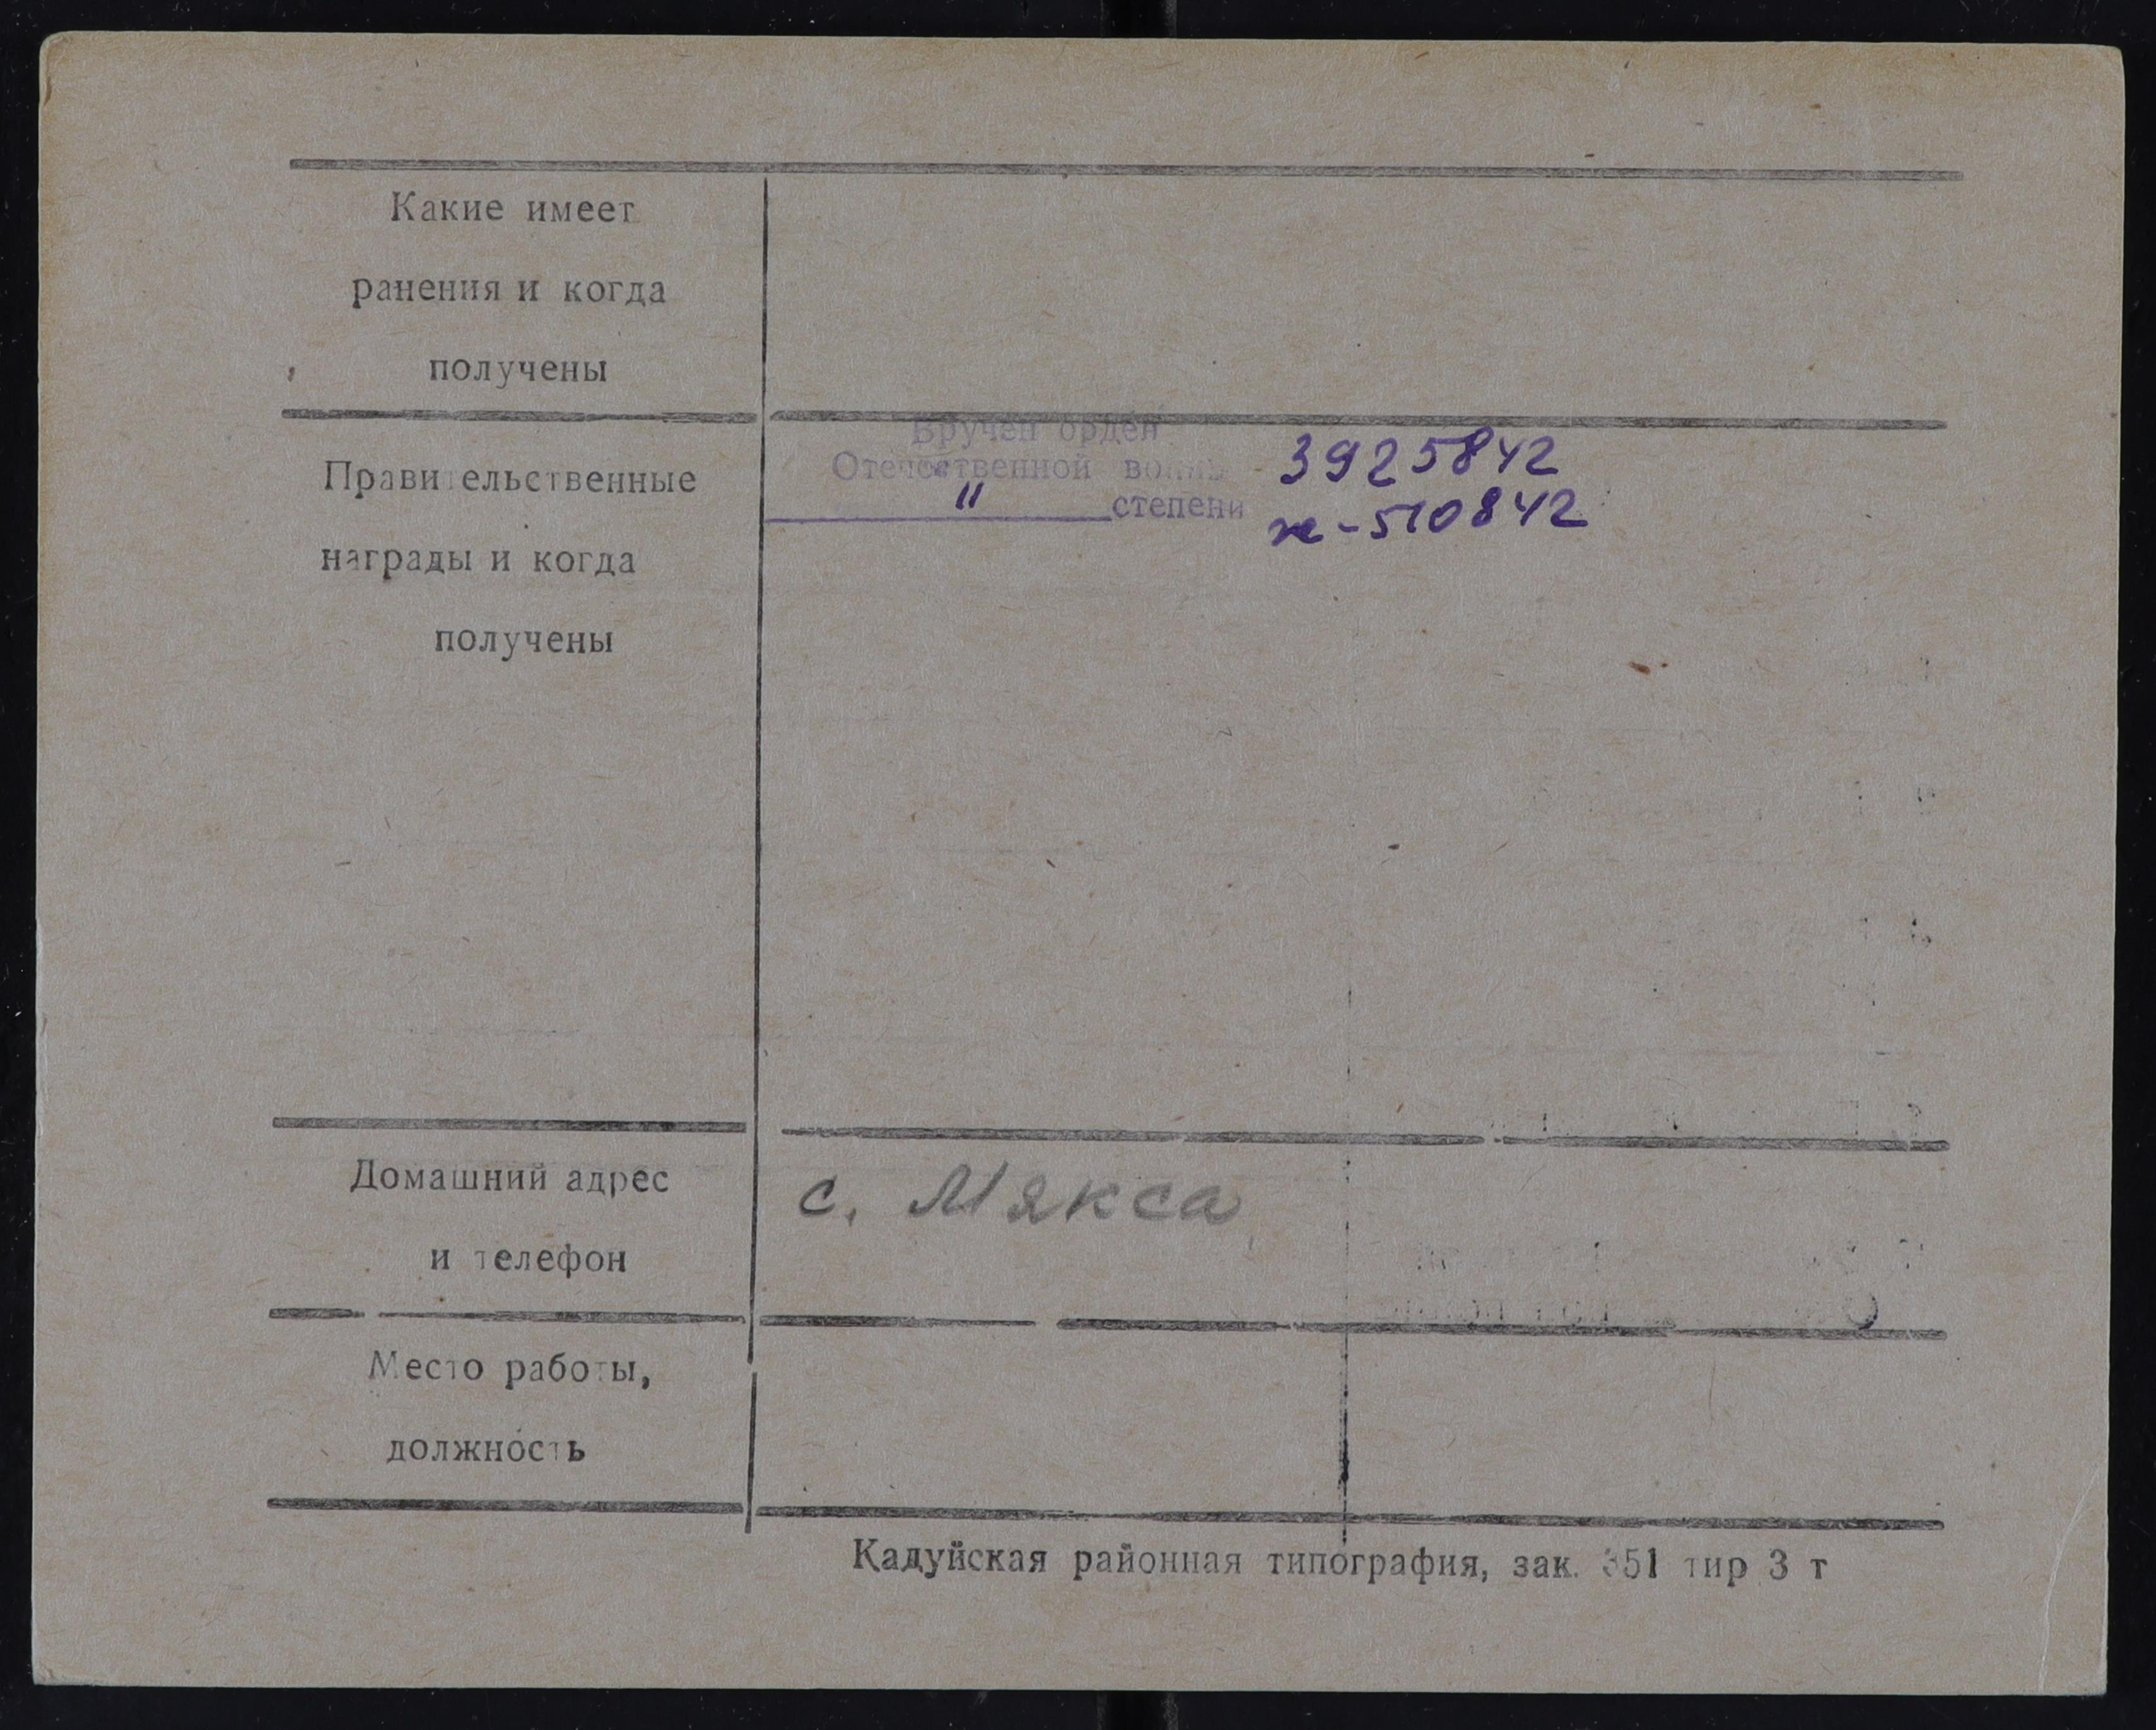 Какие имеет
ранения и когда
получены
Вручен орден
Правительственные
Отечественной войны
3925842
" степени
ж-510842
награды и когда
получены
Домашний адрес
с. Мякса
и телефон
Место работы,
должность
Кадуйская районная типография, зак. 351 тир 3 т